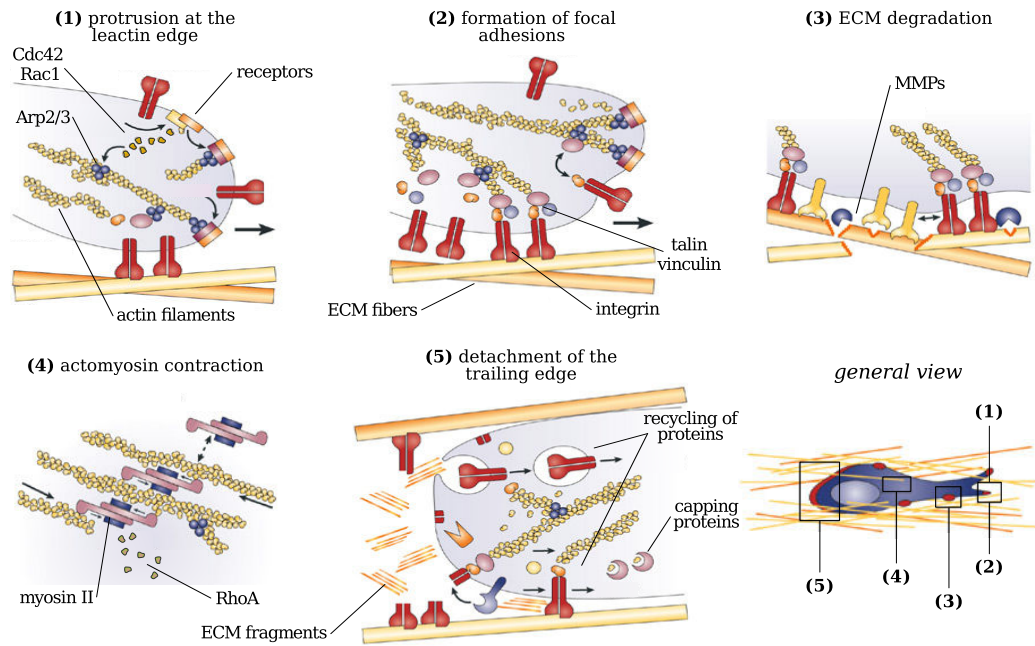 (1) protrusion at the
leactin edge
Cdc42
Rac1
receptors
Arp2/3
actin filaments
(2) formation of focal
adhesions
talin
vinculin
ECM fibers
integrin
(3) ECM degradation
MMPs
(4) actomyosin contraction
myosin II
RhoA
(5) detachment of the
trailing edge
recycling of
proteins
capping
proteins
ECM fragments
general view
(1)
(2)
(3)
(4)
(5)